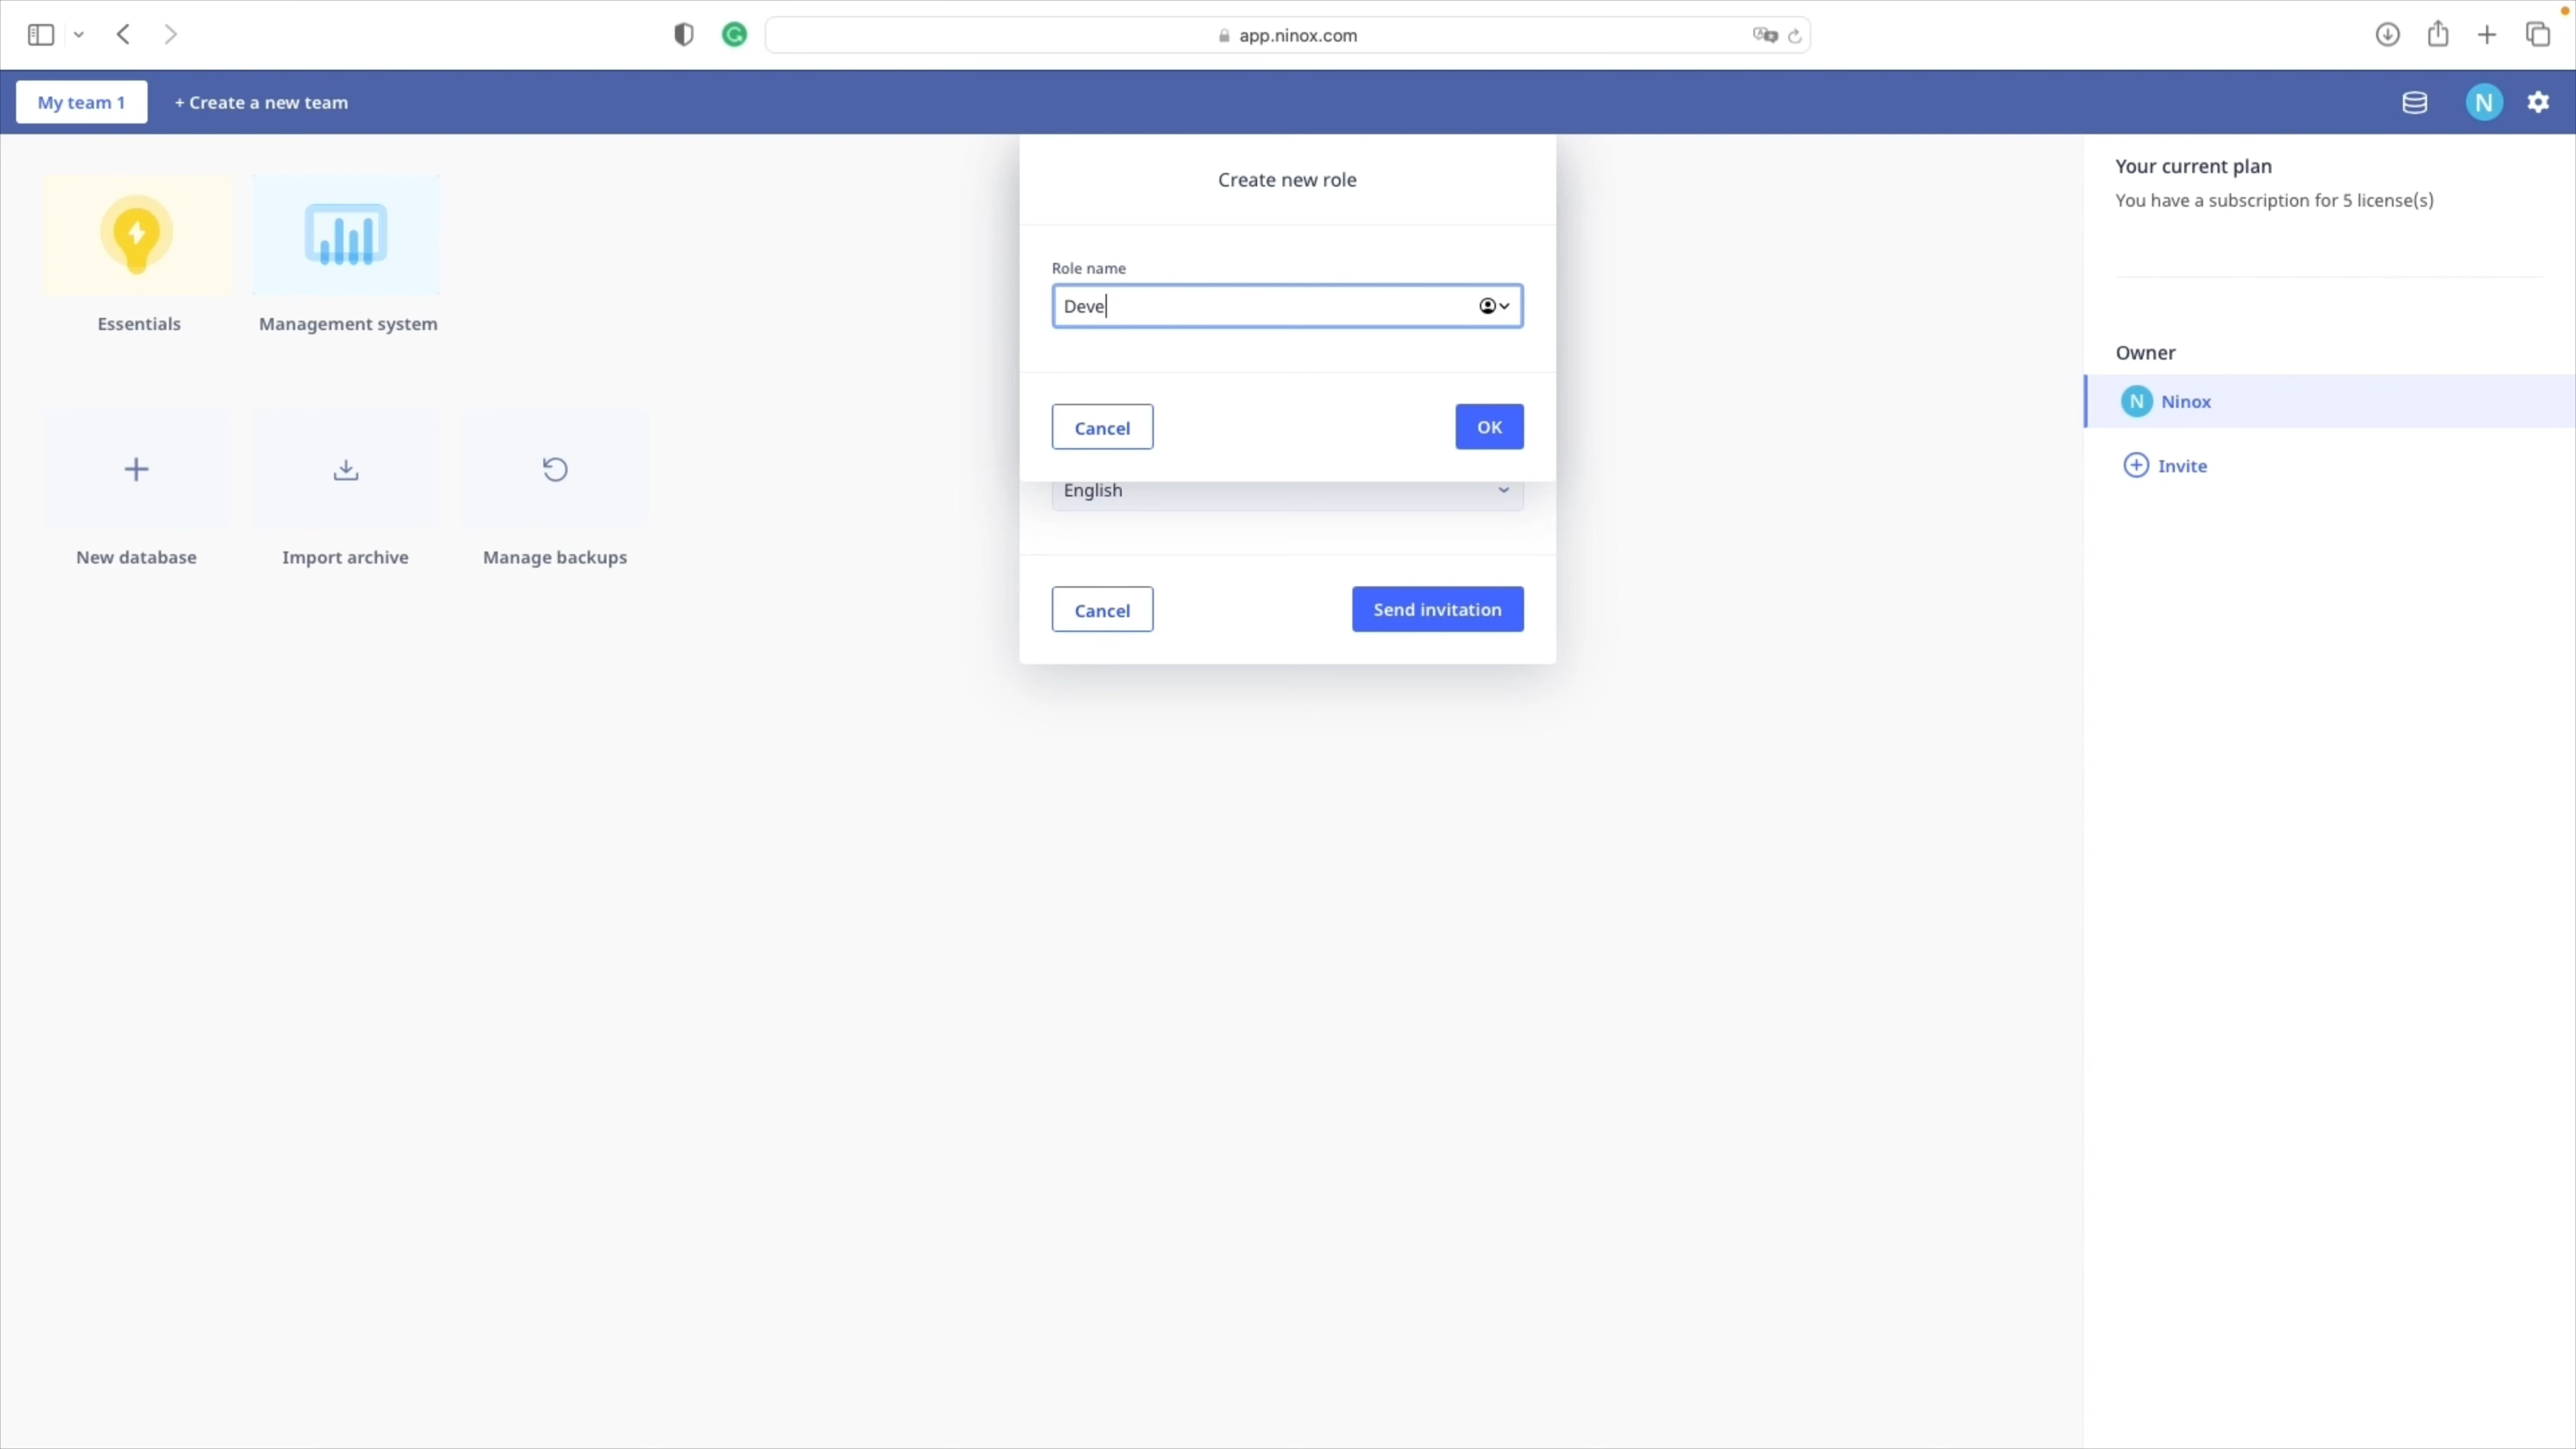 app.ninox.com
My team 1
+ Create a new team
N
Essentials
Management system
New database
Import archive
Manage backups
Create new role
Role name
Deve
Cancel
OK
English
Cancel
Send invitation
Your current plan
You have a subscription for 5 license(s)
Owner
N Ninox
Invite